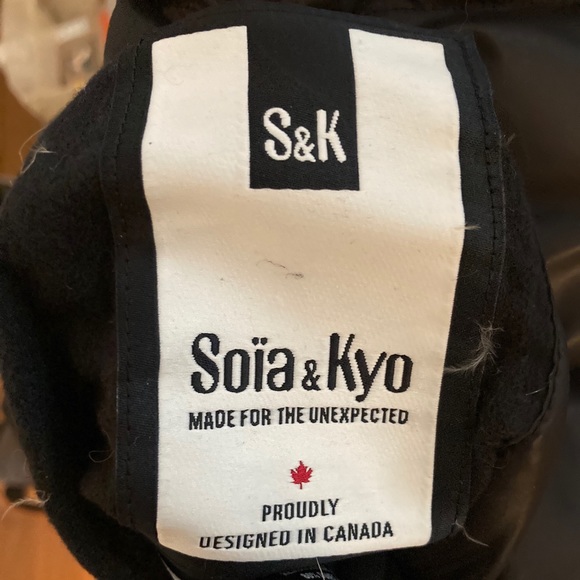 S&K
Soïa & Kyo
MADE FOR THE UNEXPECTED
PROUDLY
DESIGNED IN CANADA